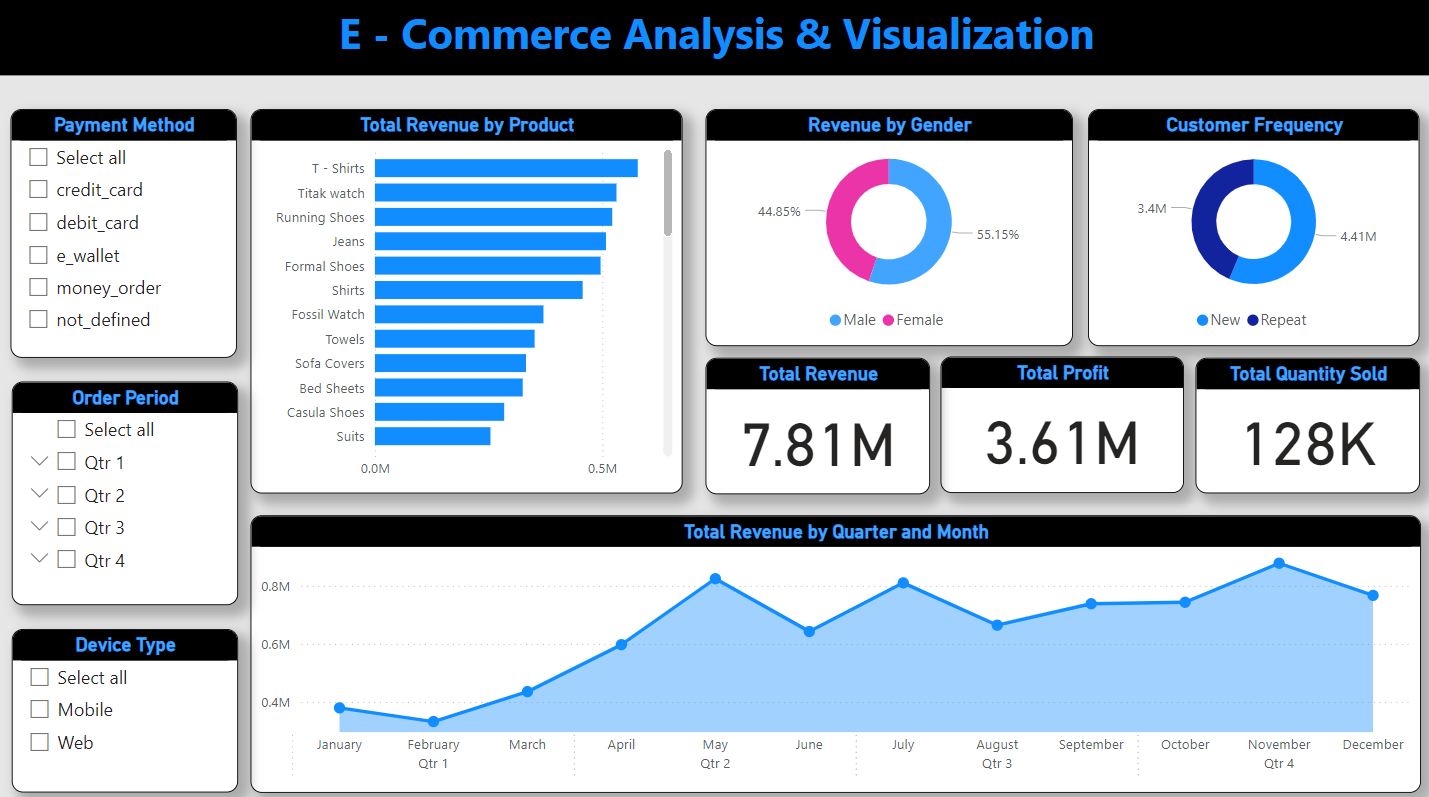 E - Commerce Analysis & Visualization
Payment Method
Select all
credit_card
debit_card
e_wallet
money_order
not_defined
Order Period
Select all
Qtr 1
Qtr 2
Qtr 3
Qtr 4
Device Type
Select all
Mobile
Web
Total Revenue by Product
T - Shirts
Titak watch
Running Shoes
Jeans
Formal Shoes
Shirts
Fossil Watch
Towels
Sofa Covers
Bed Sheets
Casula Shoes
Suits
0.0M 0.5M
Revenue by Gender
44.85%
55.15%
Male Female
Customer Frequency
3.4M
4.41M
New Repeat
Total Revenue
7.81M
Total Profit
3.61M
Total Quantity Sold
128K
Total Revenue by Quarter and Month
0.8M
0.6M
0.4M
January February March April May June July August September October November December
Qtr 1 Qtr 2 Qtr 3 Qtr 4